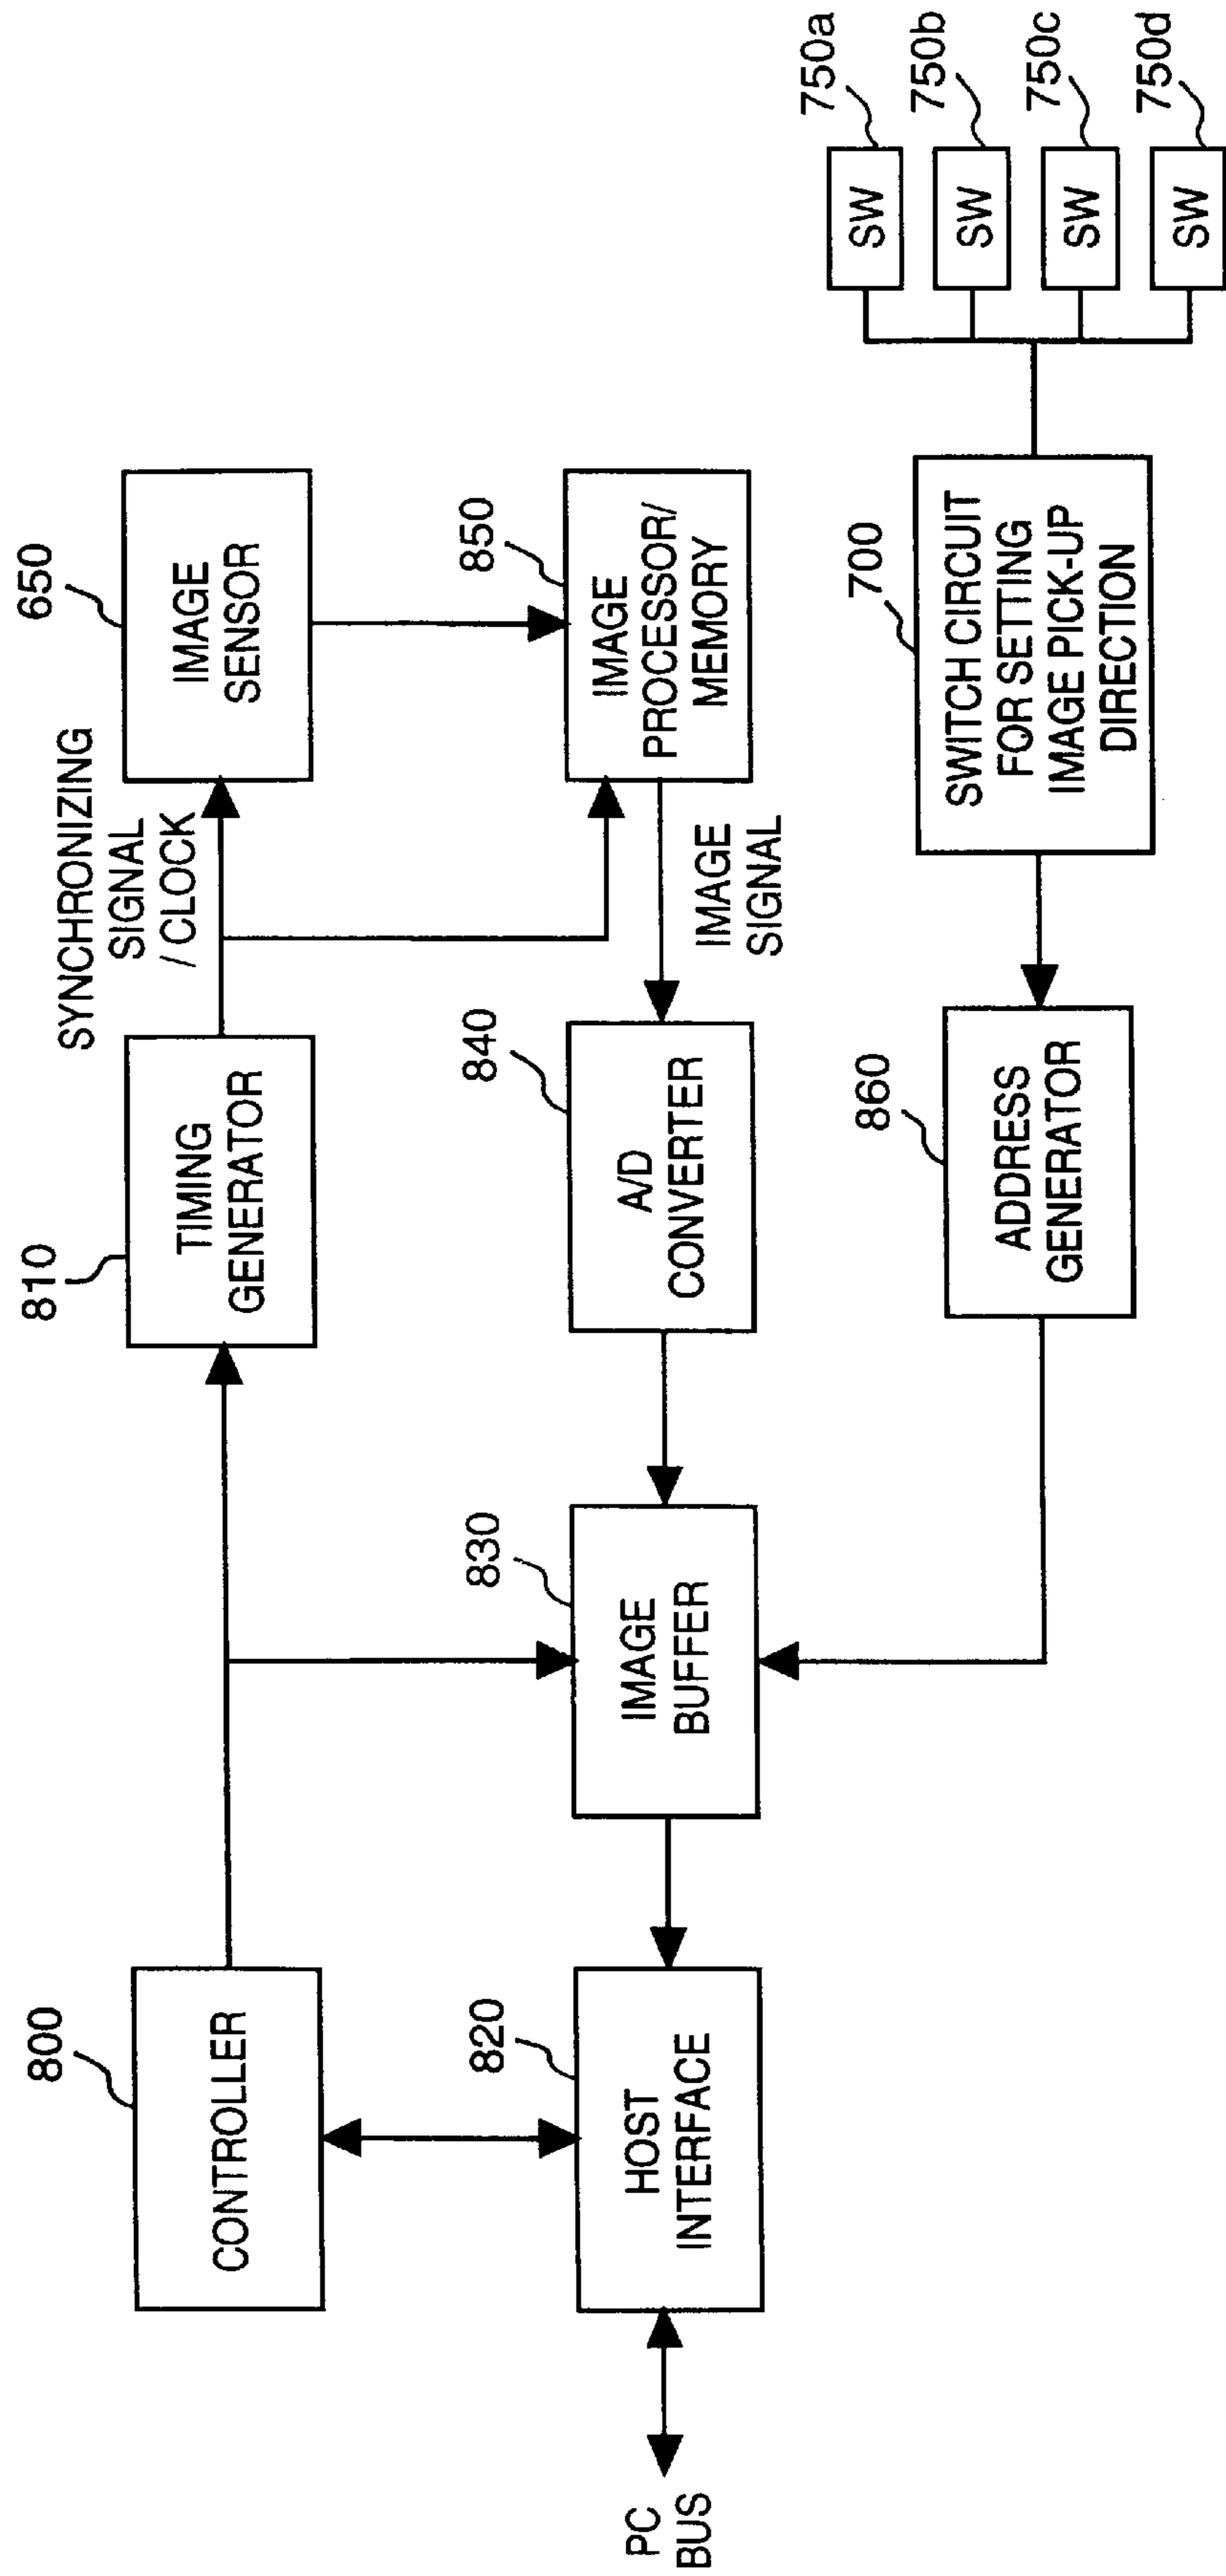 800
CONTROLLER
810
TIMING
GENERATOR
SYNCHRONIZING
SIGNAL
/ CLOCK
650
IMAGE
SENSOR
PC
BUS
820
HOST
INTERFACE
830
IMAGE
BUFFER
840
A/D
CONVERTER
IMAGE
SIGNAL
850
IMAGE
PROCESSOR/
MEMORY
860
ADDRESS
GENERATOR
700
SWITCH CIRCUIT
FOR SETTING
IMAGE PICK-UP
DIRECTION
SW
750a
SW
750b
SW
750c
SW
750d